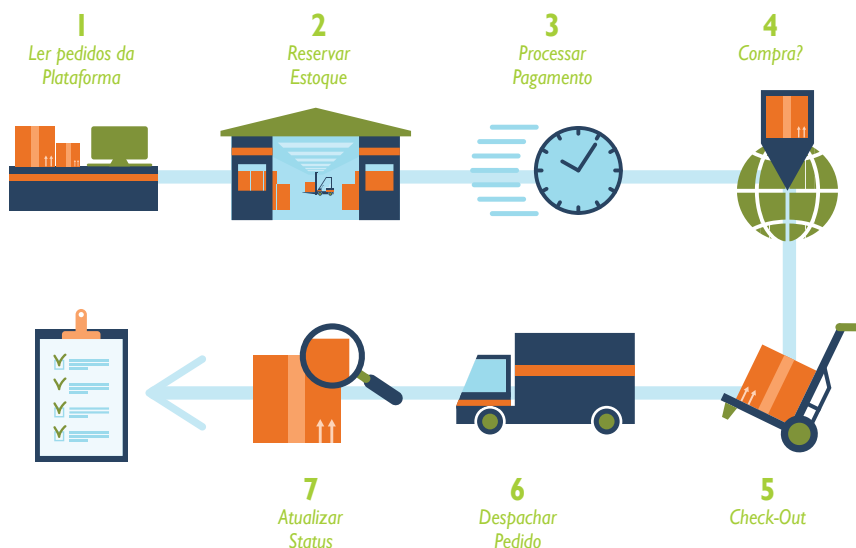 1
Ler pedidos da
Plataforma
2
Reservar
Estoque
3
Processar
Pagamento
4
Compra?
5
Check-Out
6
Despachar
Pedido
7
Atualizar
Status